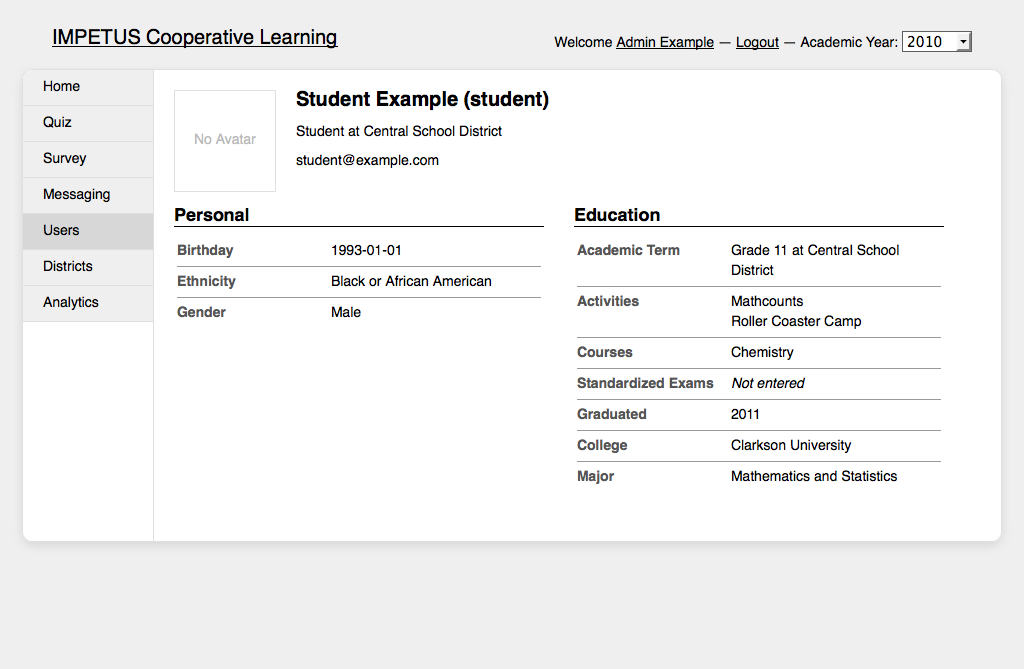 IMPETUS Cooperative Learning
Welcome Admin Example — Logout — Academic Year: 2010
Home
Quiz
Survey
Messaging
Users
Districts
Analytics
No Avatar
Student Example (student)
Student at Central School District
student@example.com
Personal
Birthday 1993-01-01
Ethnicity Black or African American
Gender Male
Education
Academic Term Grade 11 at Central School
District
Activities Mathcounts
Roller Coaster Camp
Courses Chemistry
Standardized Exams Not entered
Graduated 2011
College Clarkson University
Major Mathematics and Statistics